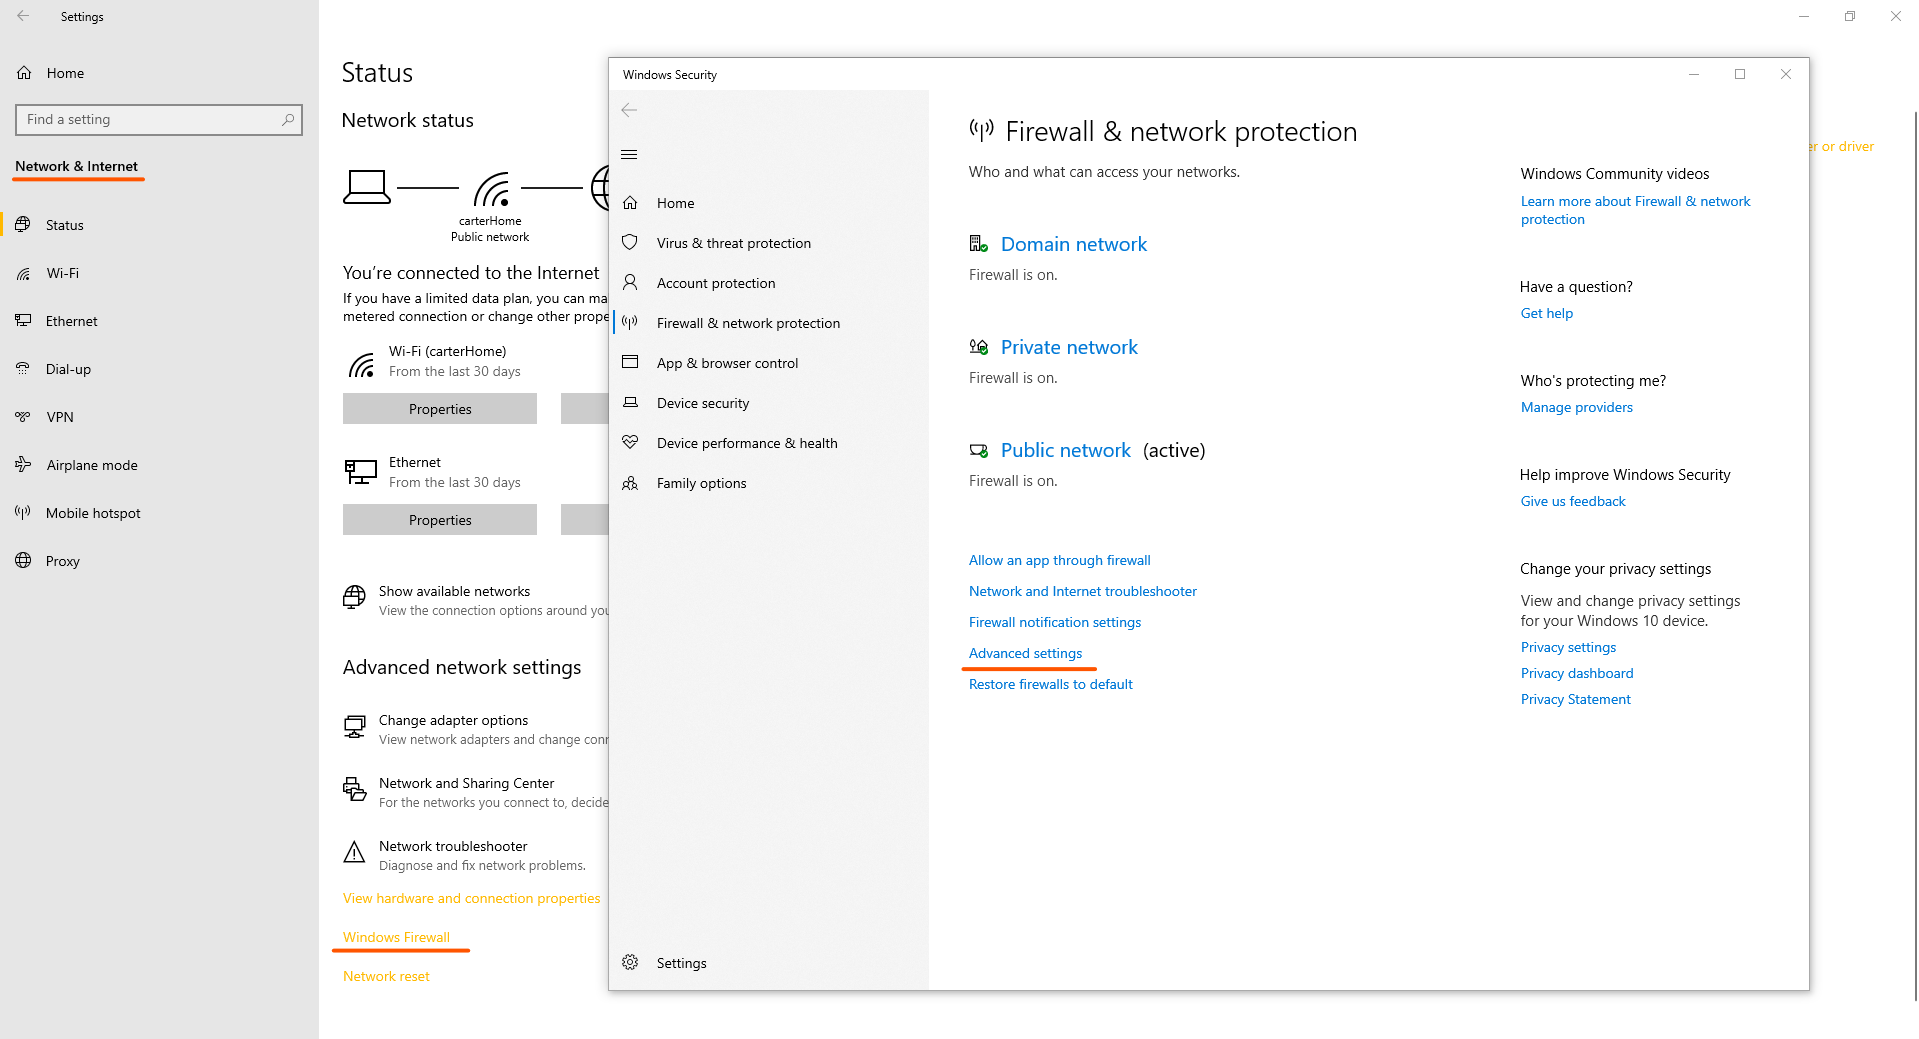 Settings
Home
Find a setting
Network & Internet
Status
Wi-Fi
Ethernet
Dial-up
VPN
Airplane mode
Mobile hotspot
Proxy
Status
Network status
carterHome
Public network
You're connected to the Internet
If you have a limited data plan, you can ma
metered connection or change other prope
Wi-Fi (carterHome)
From the last 30 days
Properties
Ethernet
From the last 30 days
Properties
Show available networks
View the connection options around you
Advanced network settings
Change adapter options
View network adapters and change conn
Network and Sharing Center
For the networks you connect to, decide
Network troubleshooter
Diagnose and fix network problems.
View hardware and connection properties
Windows Firewall
Network reset
Windows Security
Home
Virus & threat protection
Account protection
Firewall & network protection
App & browser control
Device security
Device performance & health
Family options
Settings
Firewall & network protection
Who and what can access your networks.
Domain network
Firewall is on.
Private network
Firewall is on.
Public network (active)
Firewall is on.
Allow an app through firewall
Network and Internet troubleshooter
Firewall notification settings
Advanced settings
Restore firewalls to default
Windows Community videos
Learn more about Firewall & network
protection
Have a question?
Get help
Who's protecting me?
Manage providers
Help improve Windows Security
Give us feedback
Change your privacy settings
View and change privacy settings
for your Windows 10 device.
Privacy settings
Privacy dashboard
Privacy Statement
er or driver